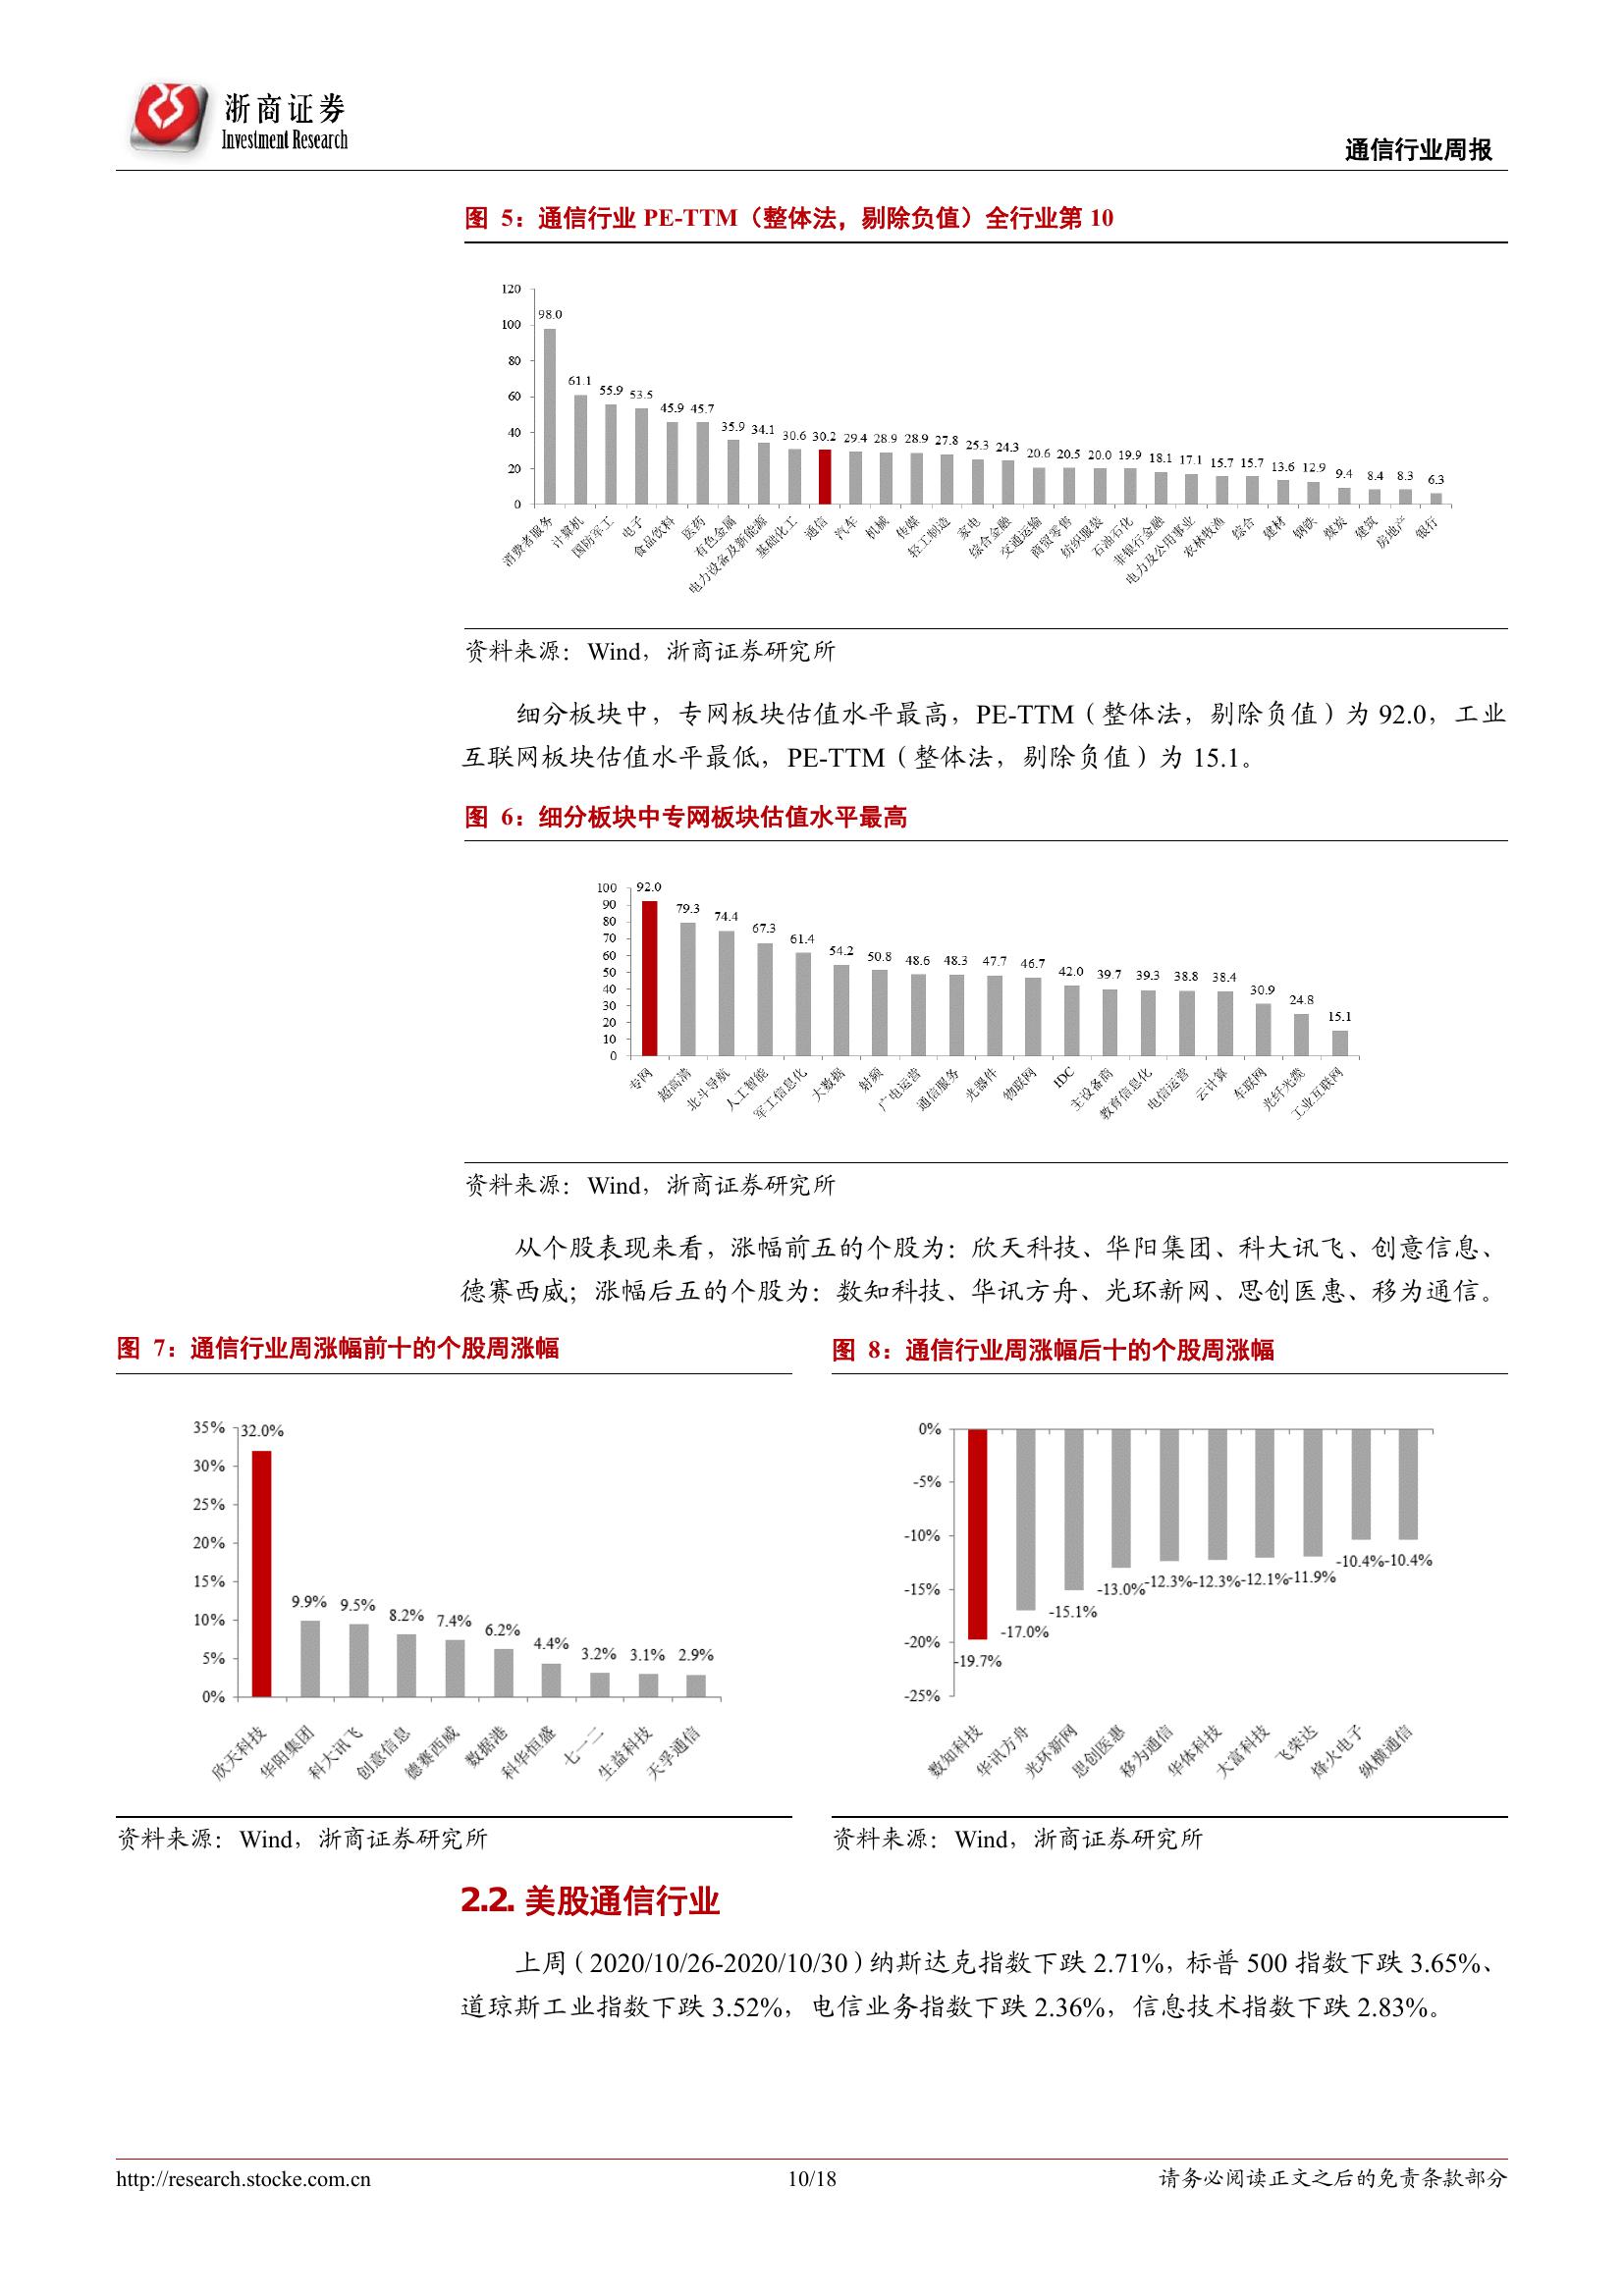 浙商证券
Investment Research
通信行业周报
图 5：通信行业 PE-TTM（整体法，剔除负值）全行业第 10
120
100
80
60
40
20
0
98.0 61.1 55.9 53.5 45.9 45.7 35.9 34.1 30.6 30.2 29.4 28.9 28.9 27.8 25.3 24.3 20.6 20.5 20.0 19.9 18.1 17.1 15.7 15.7 13.6 12.9 9.4 8.4 8.3 6.3
消费者服务 计算机 国防军工 电子 食品饮料 医药 有色金属 电力设备及新能源 基础化工 通信 汽车 机械 传媒 轻工制造 家电 综合金融 交通运输 商贸零售 纺织服装 石油石化 非银行金融 电力及公用事业 农林牧渔 综合 建材 钢铁 煤炭 建筑 房地产 银行
资料来源：Wind，浙商证券研究所
细分板块中，专网板块估值水平最高，PE-TTM（整体法，剔除负值）为 92.0，工业
互联网板块估值水平最低，PE-TTM（整体法，剔除负值）为 15.1。
图 6：细分板块中专网板块估值水平最高
100
90
80
70
60
50
40
30
20
10
0
92.0 79.3 74.4 67.3 61.4 54.2 50.8 48.6 48.3 47.7 46.7 42.0 39.7 39.3 38.8 38.4 30.9 24.8 15.1
专网 超高清 北斗导航 人工智能 军工信息化 大数据 射频 广电运营 通信服务 光器件 物联网 IDC 主设备商 教育信息化 电信运营 云计算 车联网 光纤光缆 工业互联网
资料来源：Wind，浙商证券研究所
从个股表现来看，涨幅前五的个股为：欣天科技、华阳集团、科大讯飞、创意信息、
德赛西威；涨幅后五的个股为：数知科技、华讯方舟、光环新网、思创医惠、移为通信。
图 7：通信行业周涨幅前十的个股周涨幅
35%
30%
25%
20%
15%
10%
5%
0%
32.0% 9.9% 9.5% 8.2% 7.4% 6.2% 4.4% 3.2% 3.1% 2.9%
欣天科技 华阳集团 科大讯飞 创意信息 德赛西威 数据港 科华恒盛 七一二 生益科技 天孚通信
资料来源：Wind，浙商证券研究所
图 8：通信行业周涨幅后十的个股周涨幅
0%
-5%
-10%
-15%
-20%
-25%
-19.7% -17.0% -15.1% -13.0% -12.3% -12.3% -12.1% -11.9% -10.4% -10.4%
数知科技 华讯方舟 光环新网 思创医惠 移为通信 华体科技 大富科技 飞荣达 烽火电子 纵横通信
资料来源：Wind，浙商证券研究所
2.2. 美股通信行业
上周（2020/10/26-2020/10/30）纳斯达克指数下跌 2.71%，标普 500 指数下跌 3.65%、
道琼斯工业指数下跌 3.52%，电信业务指数下跌 2.36%，信息技术指数下跌 2.83%。
http://research.stocke.com.cn
10/18
请务必阅读正文之后的免责条款部分